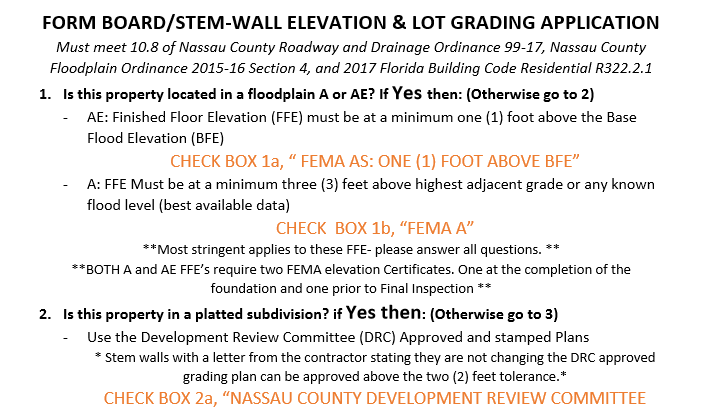 FORM BOARD/STEM-WALL ELEVATION & LOT GRADING APPLICATION
Must meet 10.8 of Nassau County Roadway and Drainage Ordinance 99-17, Nassau County
Floodplain Ordinance 2015-16 Section 4, and 2017 Florida Building Code Residential R322.2.1
1. Is this property located in a floodplain A or AE? If Yes then: (Otherwise go to 2)
- AE: Finished Floor Elevation (FFE) must be at a minimum one (1) foot above the Base
Flood Elevation (BFE)
CHECK BOX 1a, “ FEMA AS: ONE (1) FOOT ABOVE BFE”
- A: FFE Must be at a minimum three (3) feet above highest adjacent grade or any known
flood level (best available data)
CHECK BOX 1b, “FEMA A”
**Most stringent applies to these FFE- please answer all questions. **
**BOTH A and AE FFE’s require two FEMA elevation Certificates. One at the completion of the
foundation and one prior to Final Inspection **
2. Is this property in a platted subdivision? if Yes then: (Otherwise go to 3)
- Use the Development Review Committee (DRC) Approved and stamped Plans
* Stem walls with a letter from the contractor stating they are not changing the DRC approved
grading plan can be approved above the two (2) feet tolerance.*
CHECK BOX 2a, “NASSAU COUNTY DEVELOPMENT REVIEW COMMITTEE